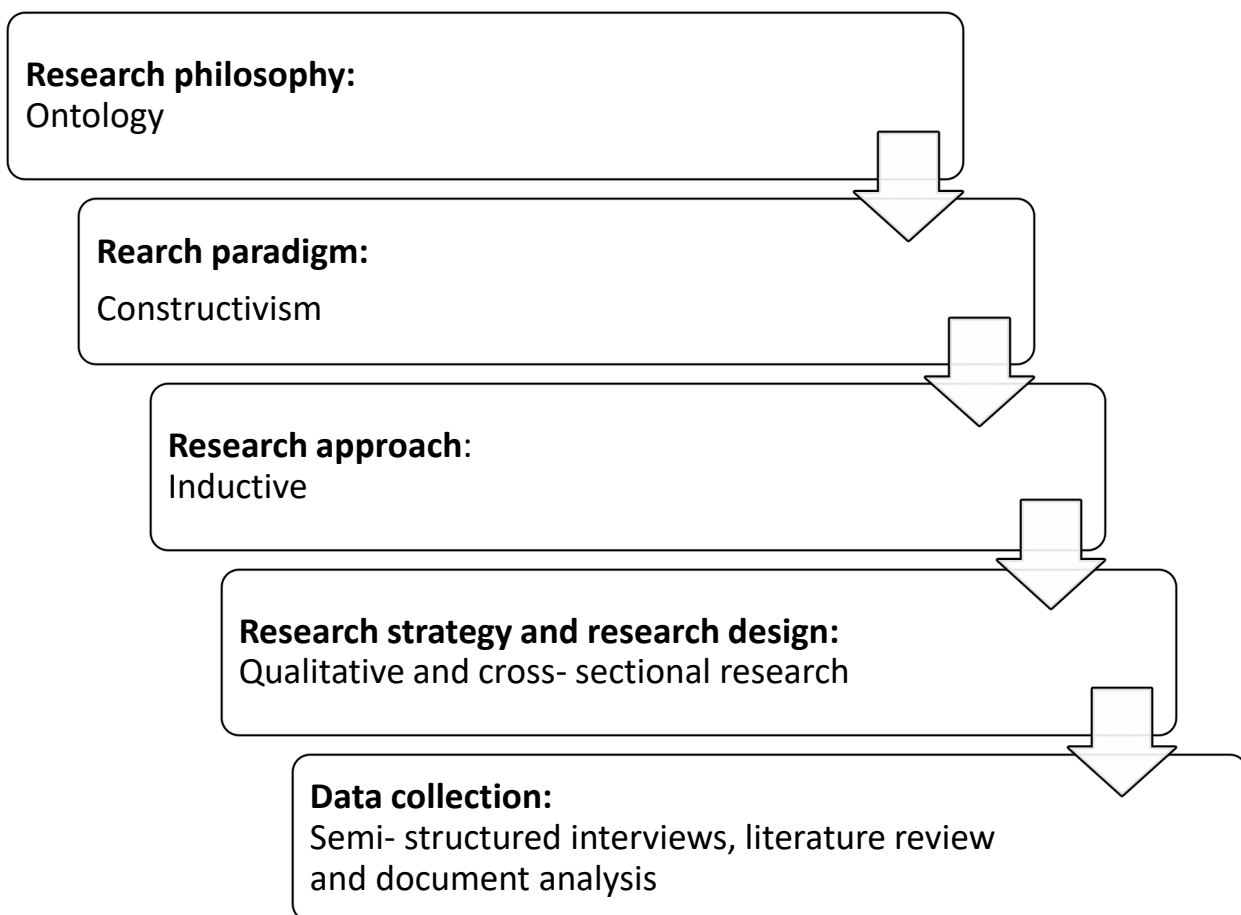 Research philosophy:
Ontology
Rearch paradigm:
Constructivism
Research approach:
Inductive
Research strategy and research design:
Qualitative and cross- sectional research
Data collection:
Semi- structured interviews, literature review
and document analysis